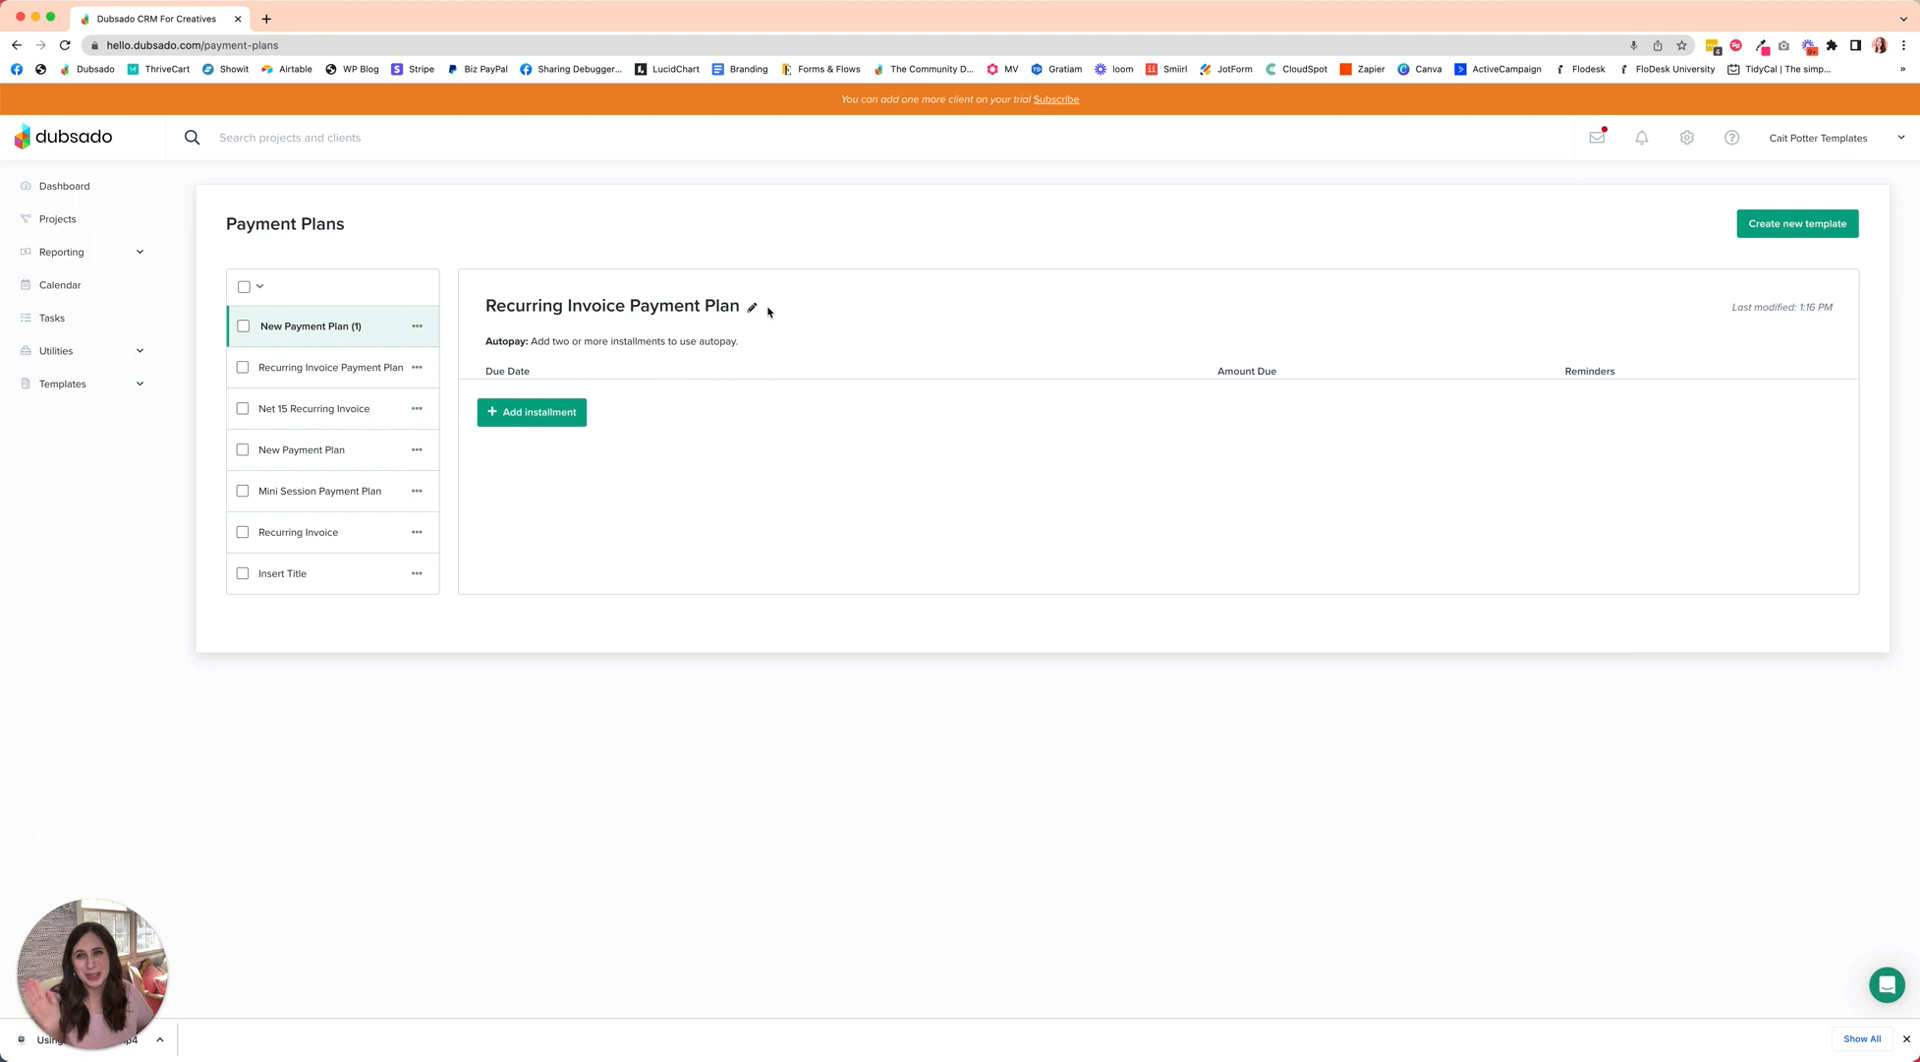 Dubsado CRM For Creatives
hello.dubsado.com/payment-plans
Dubsado ThriveCart Showit Airtable WP Blog Stripe Biz PayPal Sharing Debugger... LucidChart Branding Forms & Flows The Community D... MV Gratiam loom Smiirl JotForm CloudSpot Zapier Canva ActiveCampaign Flodesk FloDesk University TidyCal | The simp...
You can add one more client on your trial Subscribe
dubsado
Search projects and clients
Cait Potter Templates
Dashboard
Projects
Reporting
Calendar
Tasks
Utilities
Templates
Payment Plans
Create new template
New Payment Plan (1)
Recurring Invoice Payment Plan
Net 15 Recurring Invoice
New Payment Plan
Mini Session Payment Plan
Recurring Invoice
Insert Title
Recurring Invoice Payment Plan
Last modified: 1:16 PM
Autopay: Add two or more installments to use autopay.
Due Date Amount Due Reminders
+ Add installment
Show All